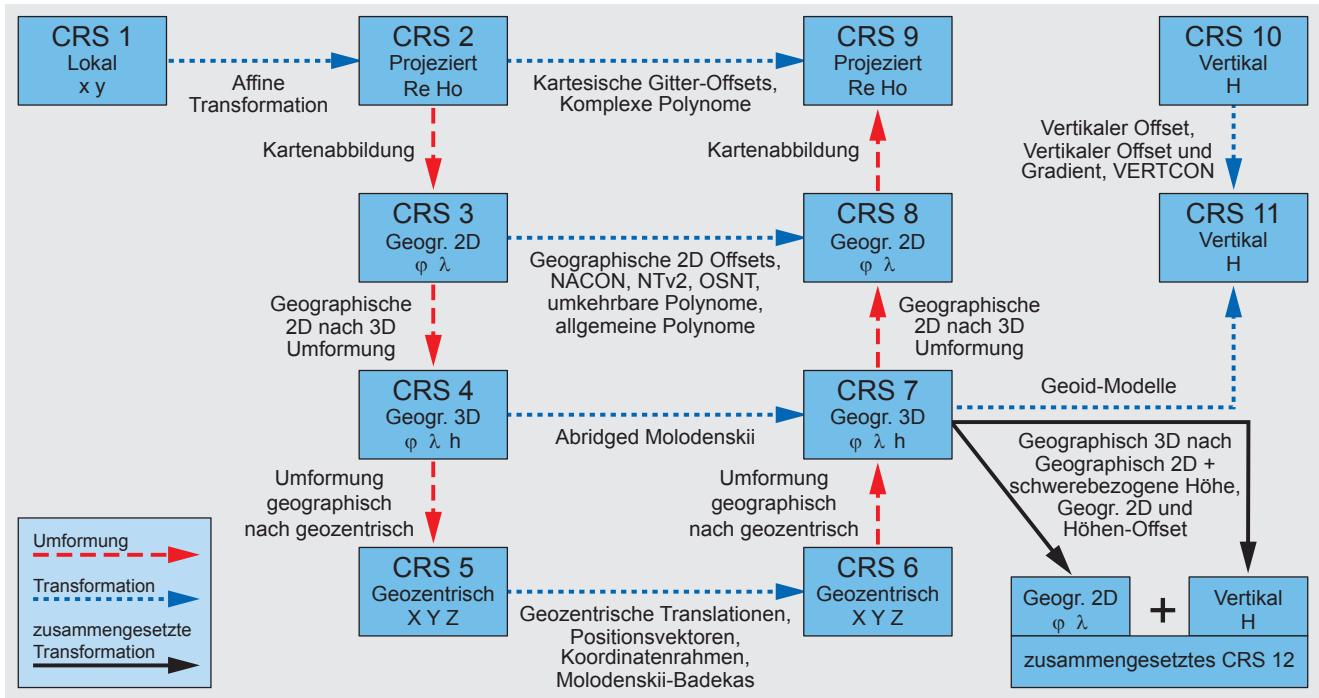 CRS 1
Lokal
x y
Affine
Transformation
CRS 2
Projeziert
Re Ho
Kartesische Gitter-Offsets,
Komplexe Polynome
CRS 9
Projeziert
Re Ho
CRS 10
Vertikal
H
Kartenabbildung
Kartenabbildung
Vertikaler Offset,
Vertikaler Offset und
Gradient, VERTCON
CRS 3
Geogr. 2D
φ λ
Geographische 2D Offsets,
NACON, NTv2, OSNT,
umkehrbare Polynome,
allgemeine Polynome
CRS 8
Geogr. 2D
φ λ
CRS 11
Vertikal
H
Geographische
2D nach 3D
Umformung
Geographische
2D nach 3D
Umformung
CRS 4
Geogr. 3D
φ λ h
Abridged Molodenskii
CRS 7
Geogr. 3D
φ λ h
Geoid-Modelle
Umformung
geographisch
nach geozentrisch
Umformung
geographisch
nach geozentrisch
Geographisch 3D nach
Geographisch 2D +
schwerebezogene Höhe,
Geogr. 2D und
Höhen-Offset
CRS 5
Geozentrisch
X Y Z
Geozentrische Translationen,
Positionsvektoren,
Koordinatenrahmen,
Molodenskii-Badekas
CRS 6
Geozentrisch
X Y Z
Geogr. 2D
φ λ
+
Vertikal
H
zusammengesetztes CRS 12
Umformung
Transformation
zusammengesetzte
Transformation